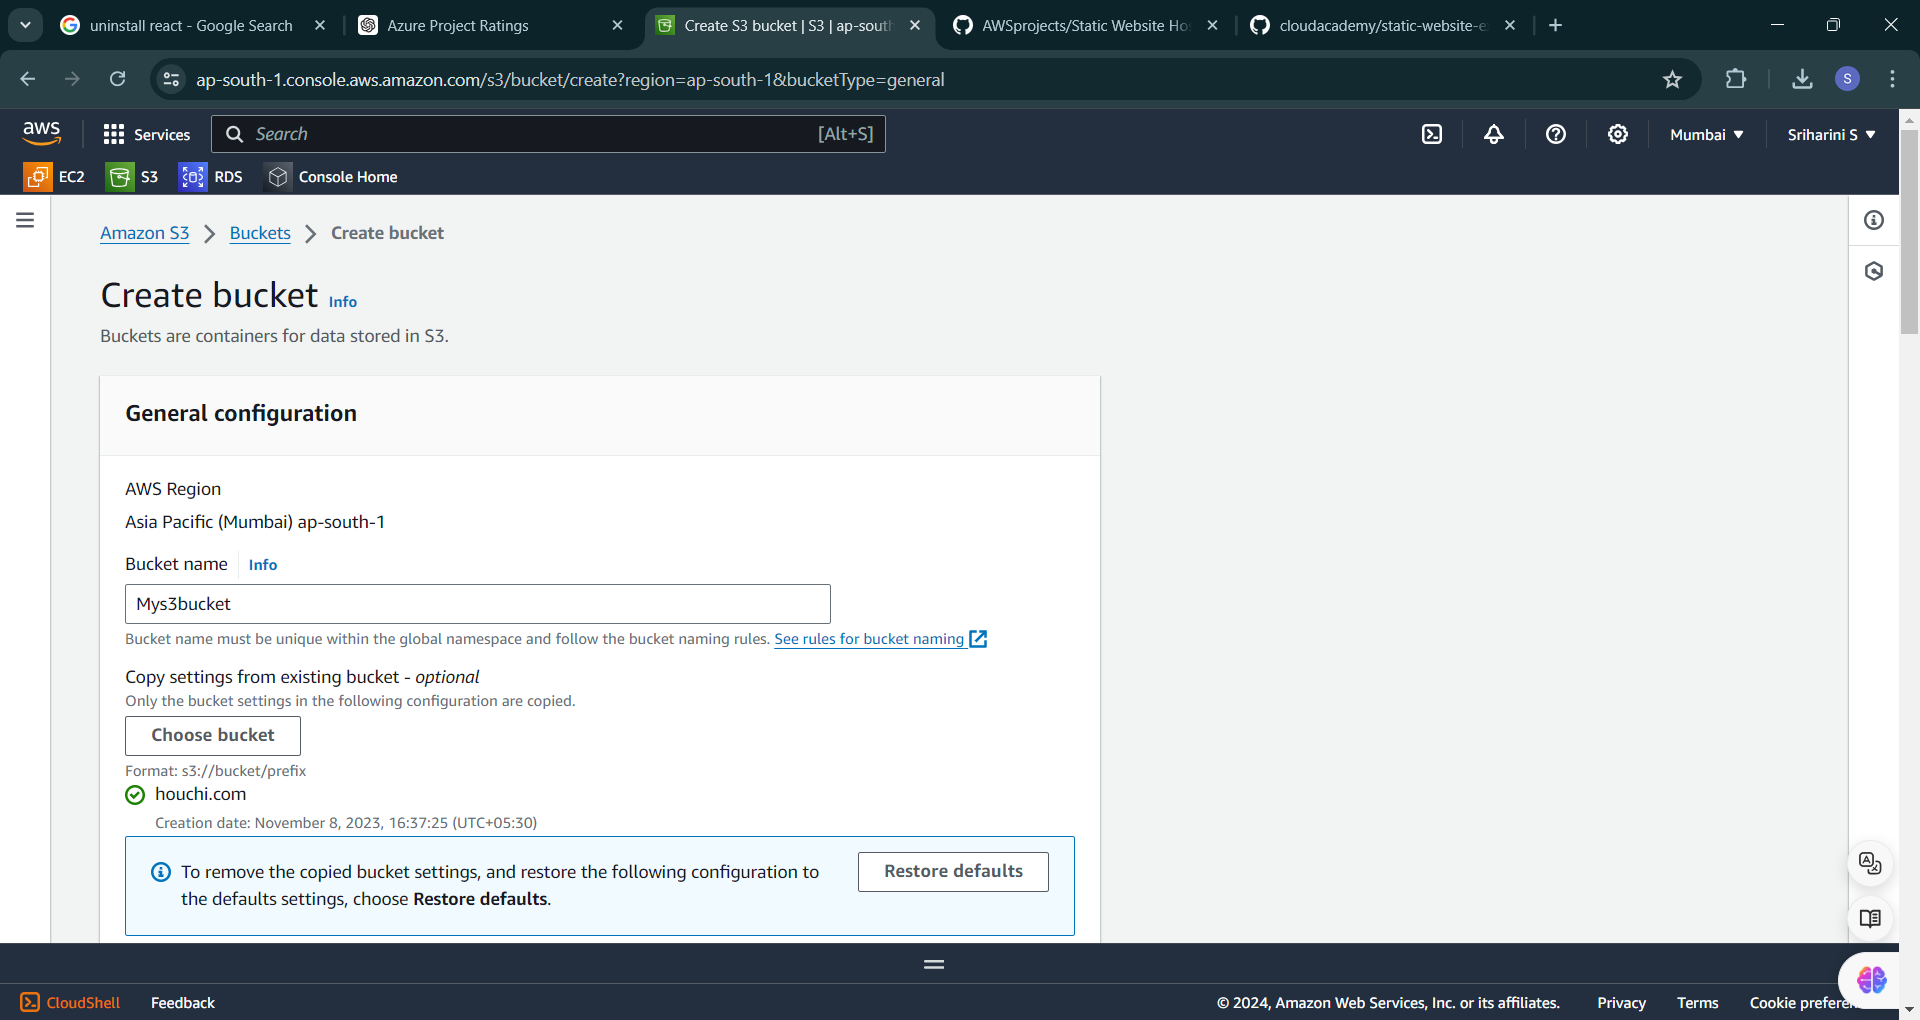 uninstall react - Google Search
Azure Project Ratings
Create S3 bucket | S3 | ap-south
AWSprojects/Static Website Ho
cloudacademy/static-website-e
ap-south-1.console.aws.amazon.com/s3/bucket/create?region=ap-south-1&bucketType=general
S
aws
Services
Search
[Alt+S]
Mumbai
Sriharini S
EC2
S3
RDS
Console Home
Amazon S3
Buckets
Create bucket
Create bucket Info
Buckets are containers for data stored in S3.
General configuration
AWS Region
Asia Pacific (Mumbai) ap-south-1
Bucket name Info
Mys3bucket
Bucket name must be unique within the global namespace and follow the bucket naming rules. See rules for bucket naming
Copy settings from existing bucket - optional
Only the bucket settings in the following configuration are copied.
Choose bucket
Format: s3://bucket/prefix
houchi.com
Creation date: November 8, 2023, 16:37:25 (UTC+05:30)
To remove the copied bucket settings, and restore the following configuration to
the defaults settings, choose Restore defaults.
Restore defaults
CloudShell
Feedback
© 2024, Amazon Web Services, Inc. or its affiliates.
Privacy
Terms
Cookie prefere